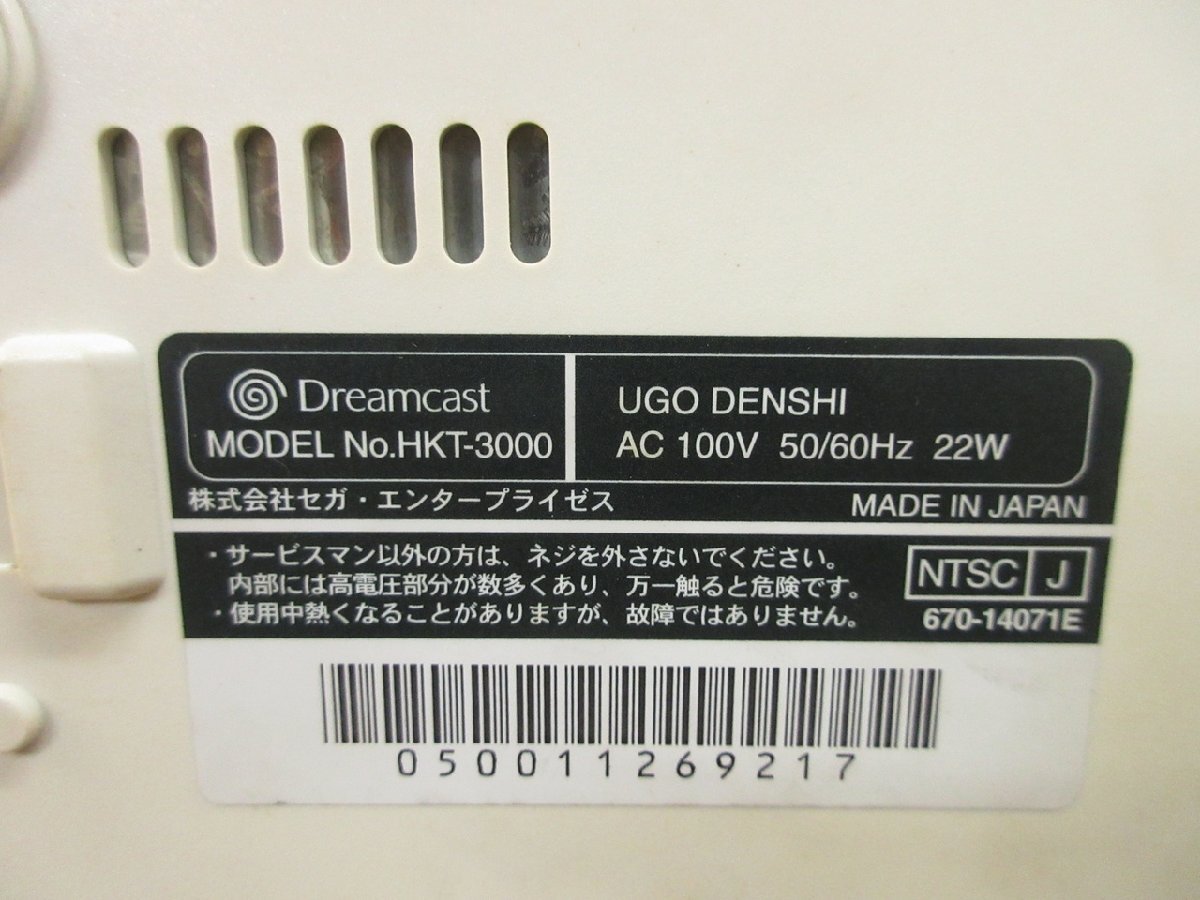 Dreamcast
MODEL No.HKT-3000
UGO DENSHI
AC 100V 50/60Hz 22W
株式会社セガ・エンタープライゼス
MADE IN JAPAN
・サービスマン以外の方は、ネジを外さないでください。
内部には高電圧部分が数多くあり、万一触ると危険です。
・使用中熱くなることがありますが、故障ではありません。
NTSC J
670-14071E
050011269217